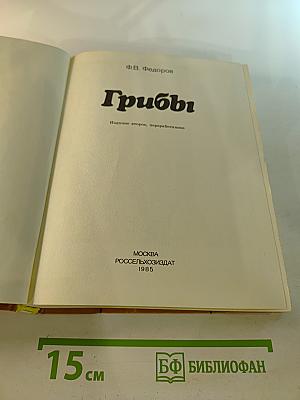 Ф.В. Федоров
Грибы
Издание второе, переработанное
МОСКВА
РОССЕЛЬХОЗИЗДАТ
1985
15 см
БФ БИБЛИОФАН